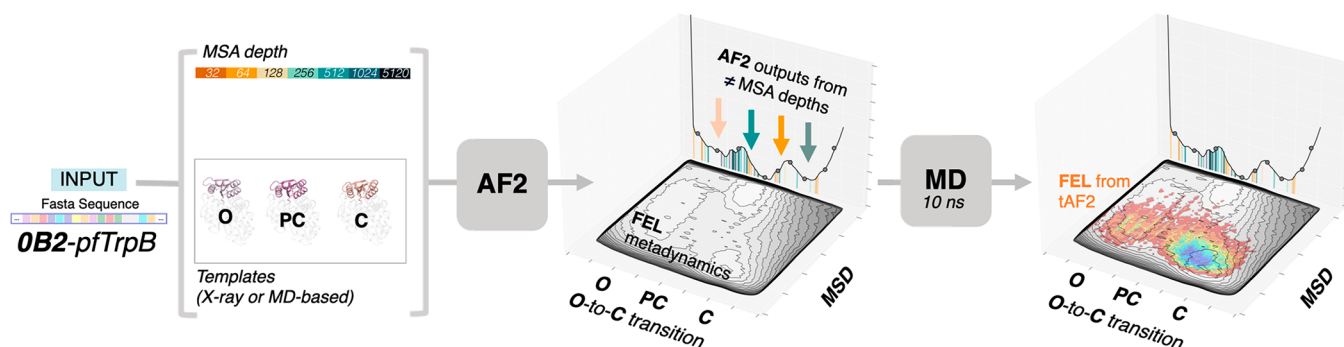 MSA depth
32 64 128 256 512 1024 5120
INPUT
Fasta Sequence
... ...
0B2-pfTrpB
O PC C
Templates
(X-ray or MD-based)
AF2
AF2 outputs from
≠ MSA depths
FEL
metadynamics
O PC C
O-to-C transition
MSD
MD
10 ns
FEL from
tAF2
O PC C
O-to-C transition
MSD